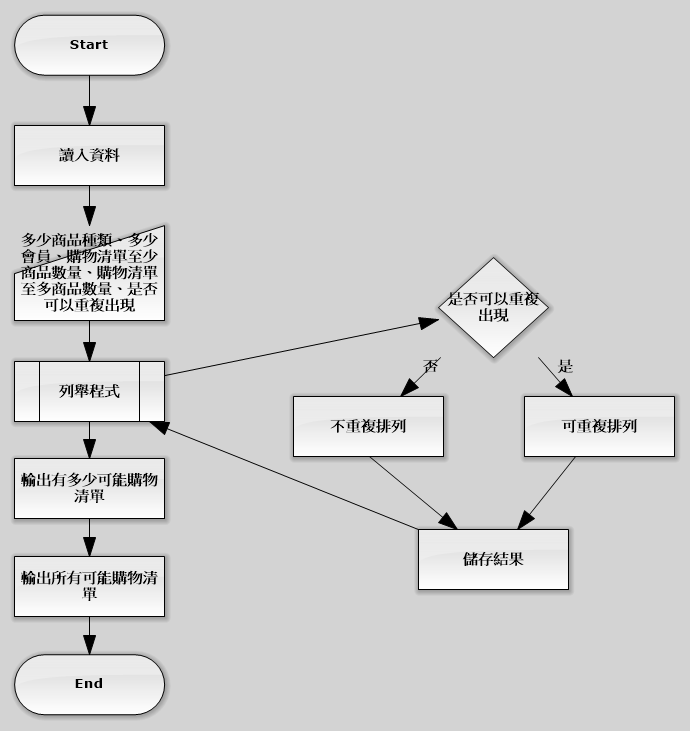 Start
讀入資料
多少商品種類、多少
會員、購物清單至少
商品數量、購物清單
至多商品數量、是否
可以重複出現
列舉程式
輸出有多少可能購物
清單
輸出所有可能購物清
單
End
是否可以重複
出現
否
是
不重複排列
可重複排列
儲存結果